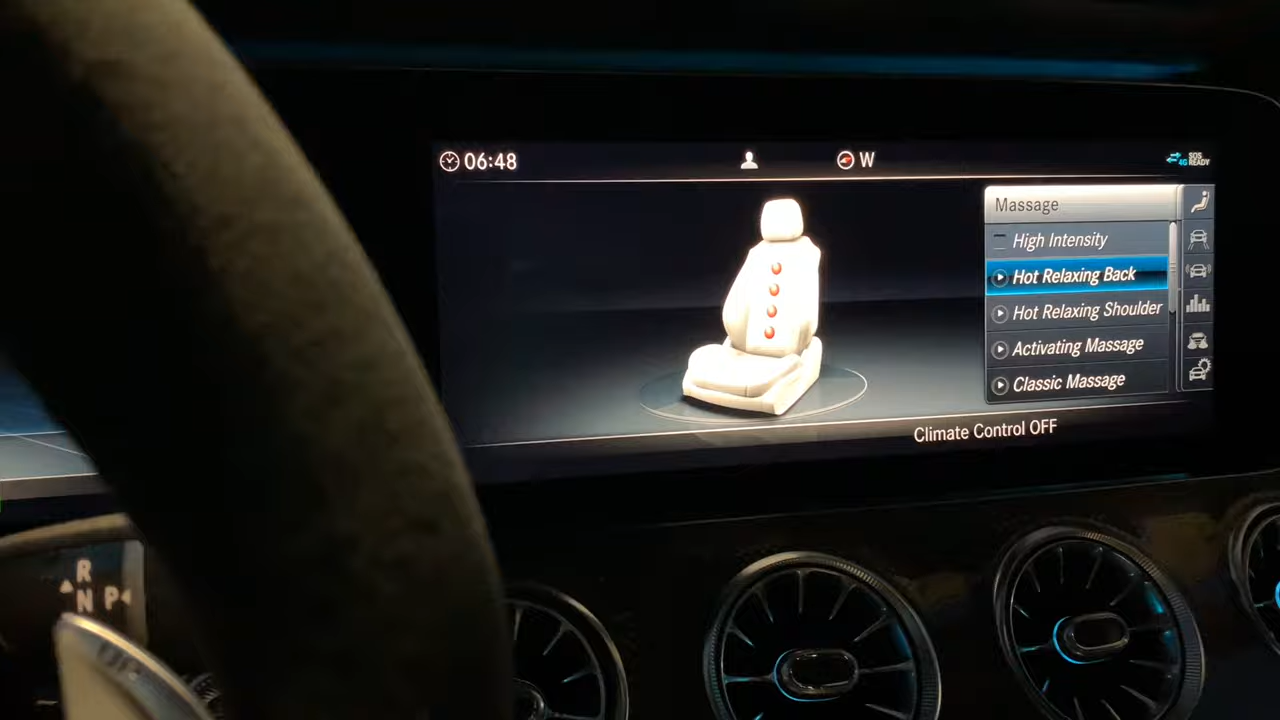 06:48
W
4G
SOS
READY
Massage
High Intensity
Hot Relaxing Back
Hot Relaxing Shoulder
Activating Massage
Classic Massage
Climate Control OFF
R
N P